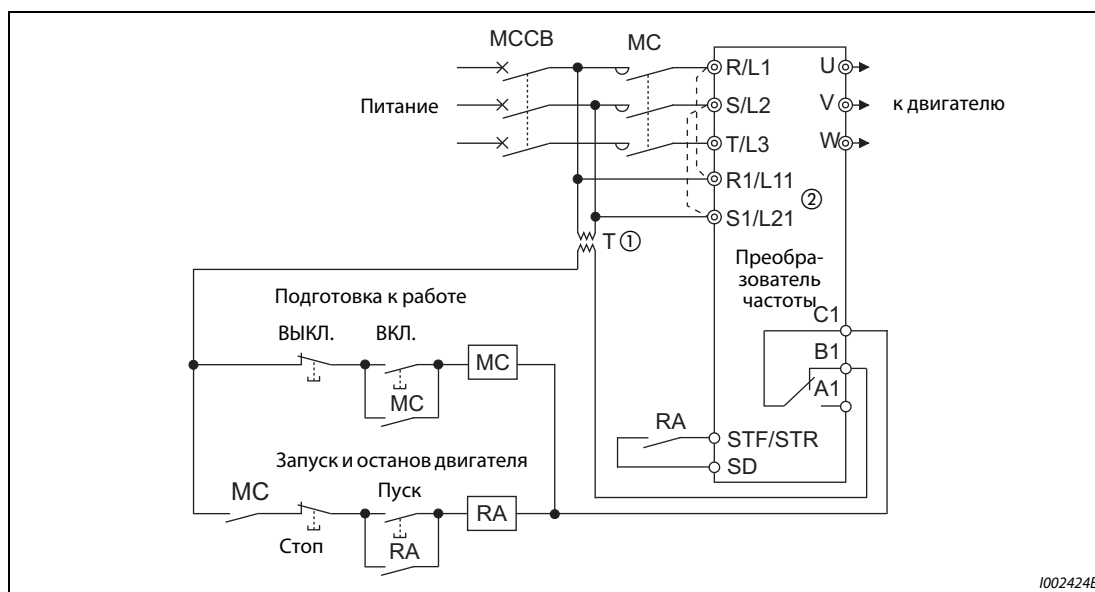 MCCB
MC
Питание
R/L1
U
S/L2
V
к двигателю
T/L3
W
R1/L11
②
S1/L21
T ①
Преобра-
зователь
частоты
Подготовка к работе
ВЫКЛ.
ВКЛ.
MC
MC
C1
B1
A1
RA
STF/STR
SD
Запуск и останов двигателя
MC
Пуск
RA
Стоп
RA
I002424E